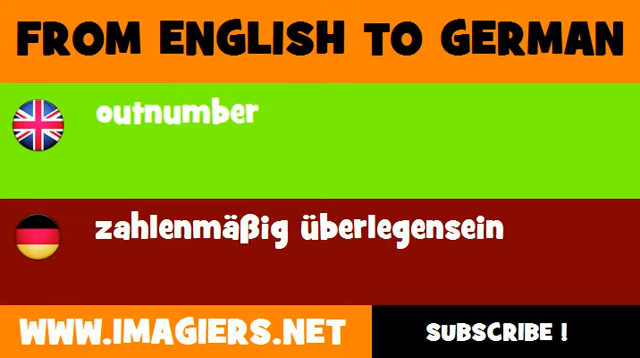 FROM ENGLISH TO GERMAN
outnumber
zahlenmäßig überlegensein
WWW.IMAGIERS.NET
SUBSCRIBE !